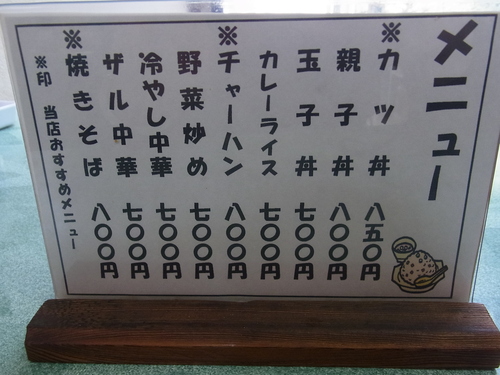 メニュー
※カツ丼 八五〇円
親子丼 八〇〇円
玉子丼 七〇〇円
カレーライス 七〇〇円
※チャーハン 八〇〇円
野菜炒め 七〇〇円
冷やし中華 七〇〇円
ザル中華 七〇〇円
※焼きそば 八〇〇円
※印 当店おすすめメニュー